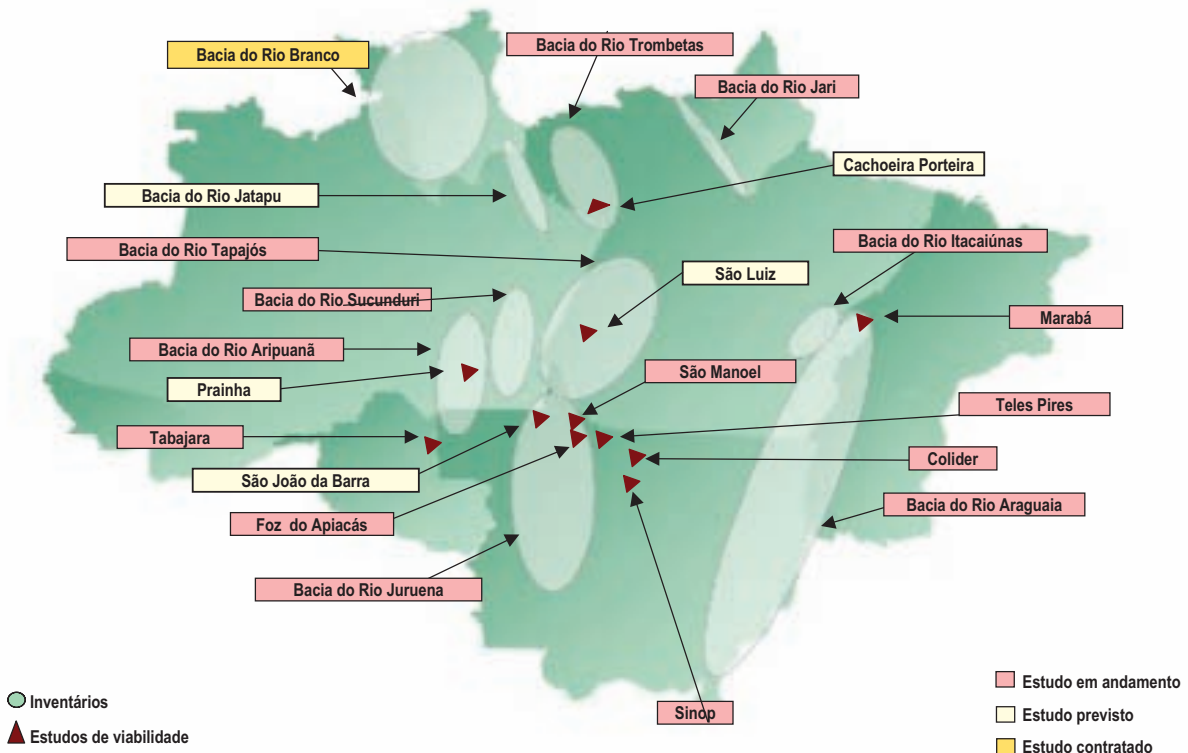 Bacia do Rio Branco
Bacia do Rio Trombetas
Bacia do Rio Jari
Cachoeira Porteira
Bacia do Rio Jatapu
Bacia do Rio Itacaiúnas
Bacia do Rio Tapajós
São Luiz
Bacia do Rio Sucunduri
Marabá
Bacia do Rio Aripuanã
São Manoel
Prainha
Teles Pires
Tabajara
Colider
São João da Barra
Bacia do Rio Araguaia
Foz do Apiacás
Bacia do Rio Juruena
Sinop
Inventários
Estudos de viabilidade
Estudo em andamento
Estudo previsto
Estudo contratado